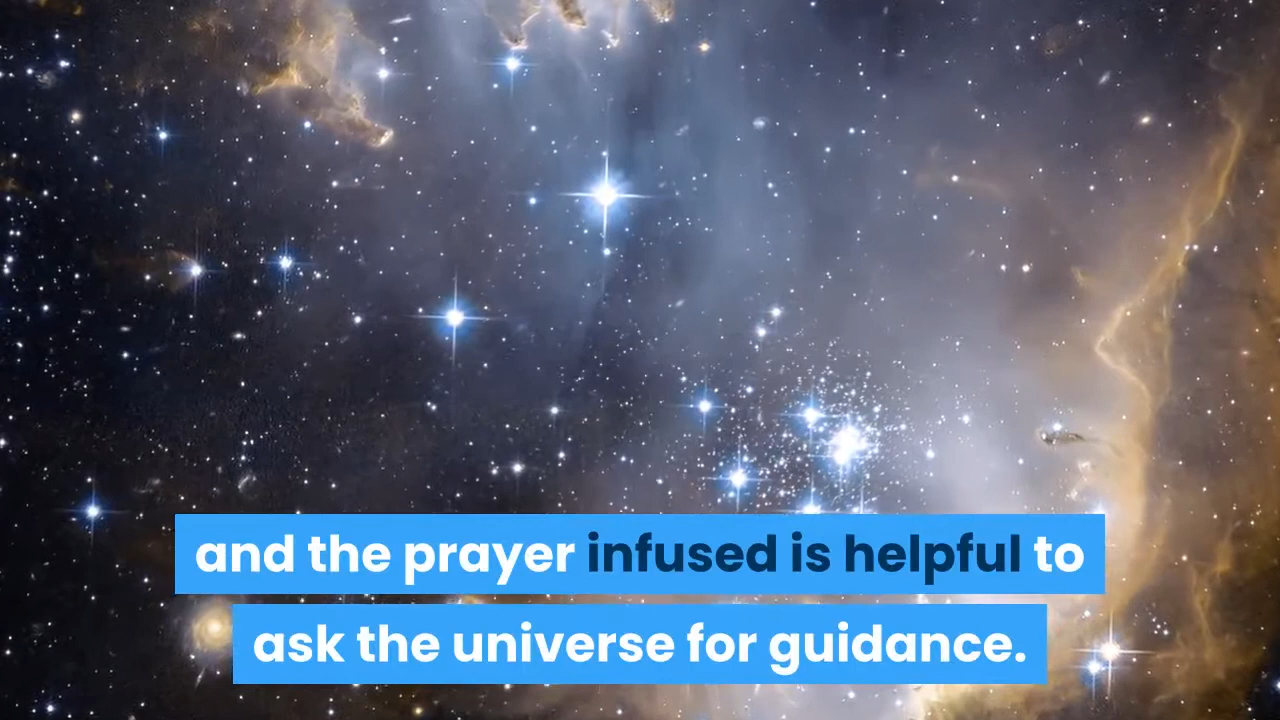 and the prayer infused is helpful to
ask the universe for guidance.